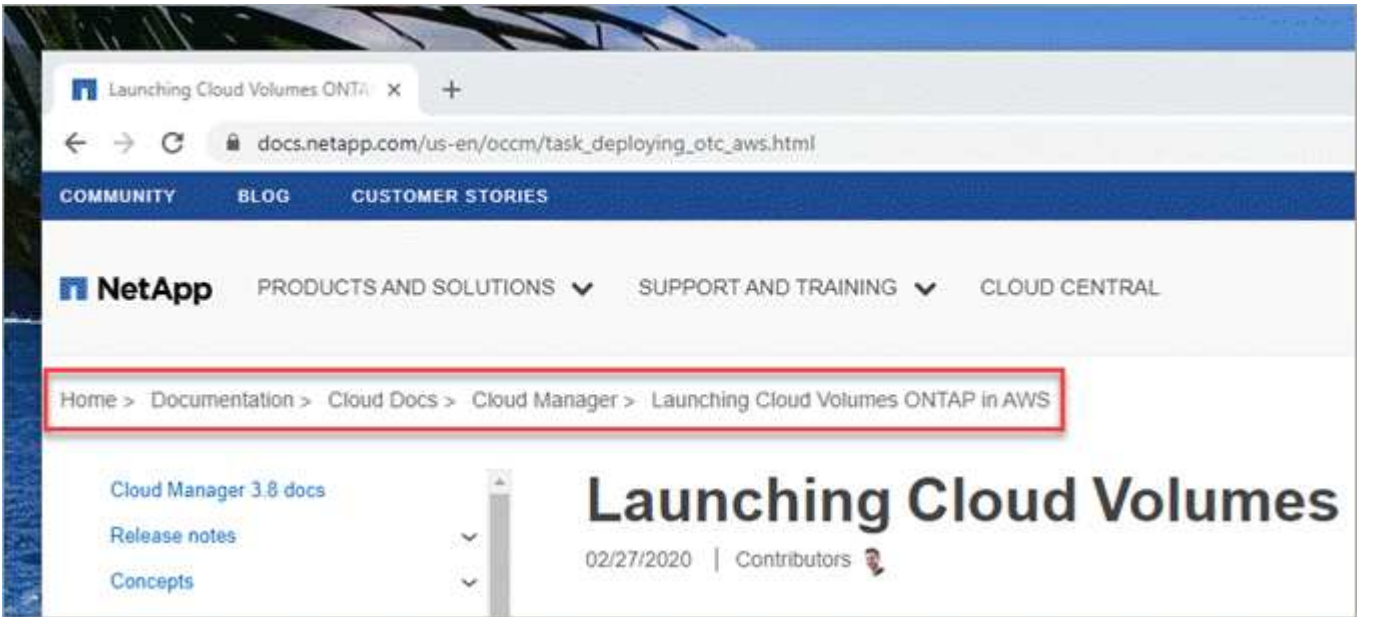 Launching Cloud Volumes ONTA
docs.netapp.com/us-en/occm/task_deploying_otc_aws.html
COMMUNITY BLOG CUSTOMER STORIES
NetApp PRODUCTS AND SOLUTIONS SUPPORT AND TRAINING CLOUD CENTRAL
Home > Documentation > Cloud Docs > Cloud Manager > Launching Cloud Volumes ONTAP in AWS
Cloud Manager 3.8 docs
Release notes
Concepts
Launching Cloud Volumes
02/27/2020 | Contributors